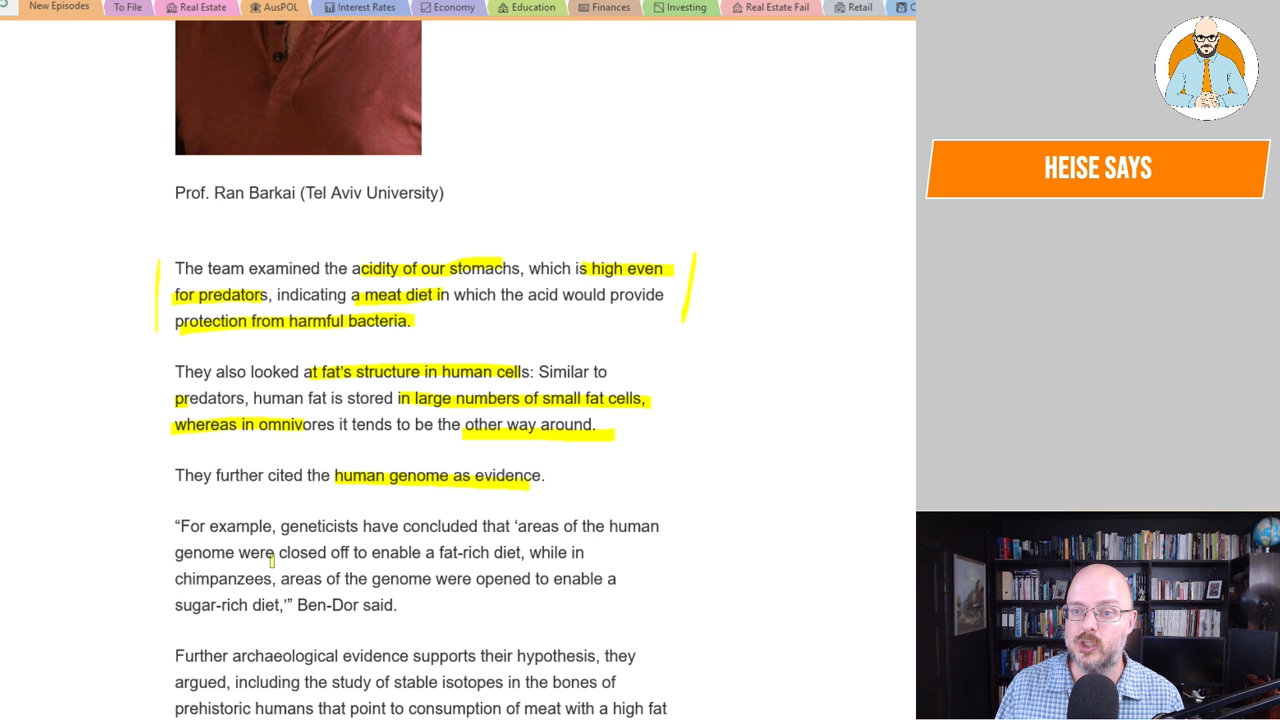 New Episodes To File Real Estate AusPOL Interest Rates Economy Education Finances Investing Real Estate Fail Retail
HEISE SAYS
Prof. Ran Barkai (Tel Aviv University)
The team examined the acidity of our stomachs, which is high even
for predators, indicating a meat diet in which the acid would provide
protection from harmful bacteria.
They also looked at fat's structure in human cells: Similar to
predators, human fat is stored in large numbers of small fat cells,
whereas in omnivores it tends to be the other way around.
They further cited the human genome as evidence.
“For example, geneticists have concluded that ‘areas of the human
genome were closed off to enable a fat-rich diet, while in
chimpanzees, areas of the genome were opened to enable a
sugar-rich diet,’” Ben-Dor said.
Further archaeological evidence supports their hypothesis, they
argued, including the study of stable isotopes in the bones of
prehistoric humans that point to consumption of meat with a high fat